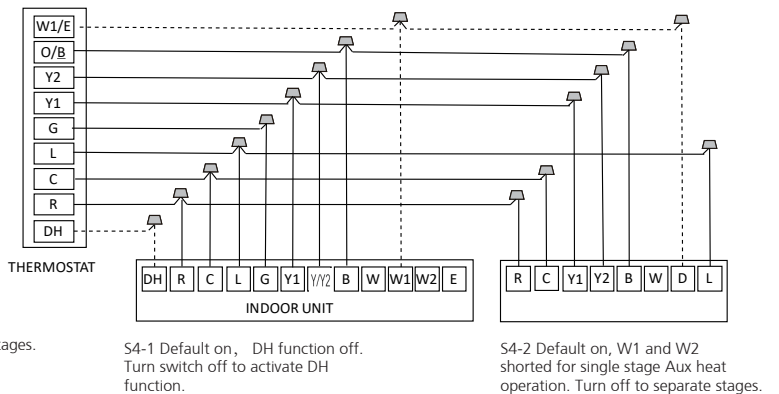 W1/E
O/B
Y2
Y1
G
L
C
R
DH
THERMOSTAT
DH R C L G Y1 Y/Y2 B W W1 W2 E
INDOOR UNIT
R C Y1 Y2 B W D L
tages.
S4-1 Default on, DH function off.
Turn switch off to activate DH
function.
S4-2 Default on, W1 and W2
shorted for single stage Aux heat
operation. Turn off to separate stages.